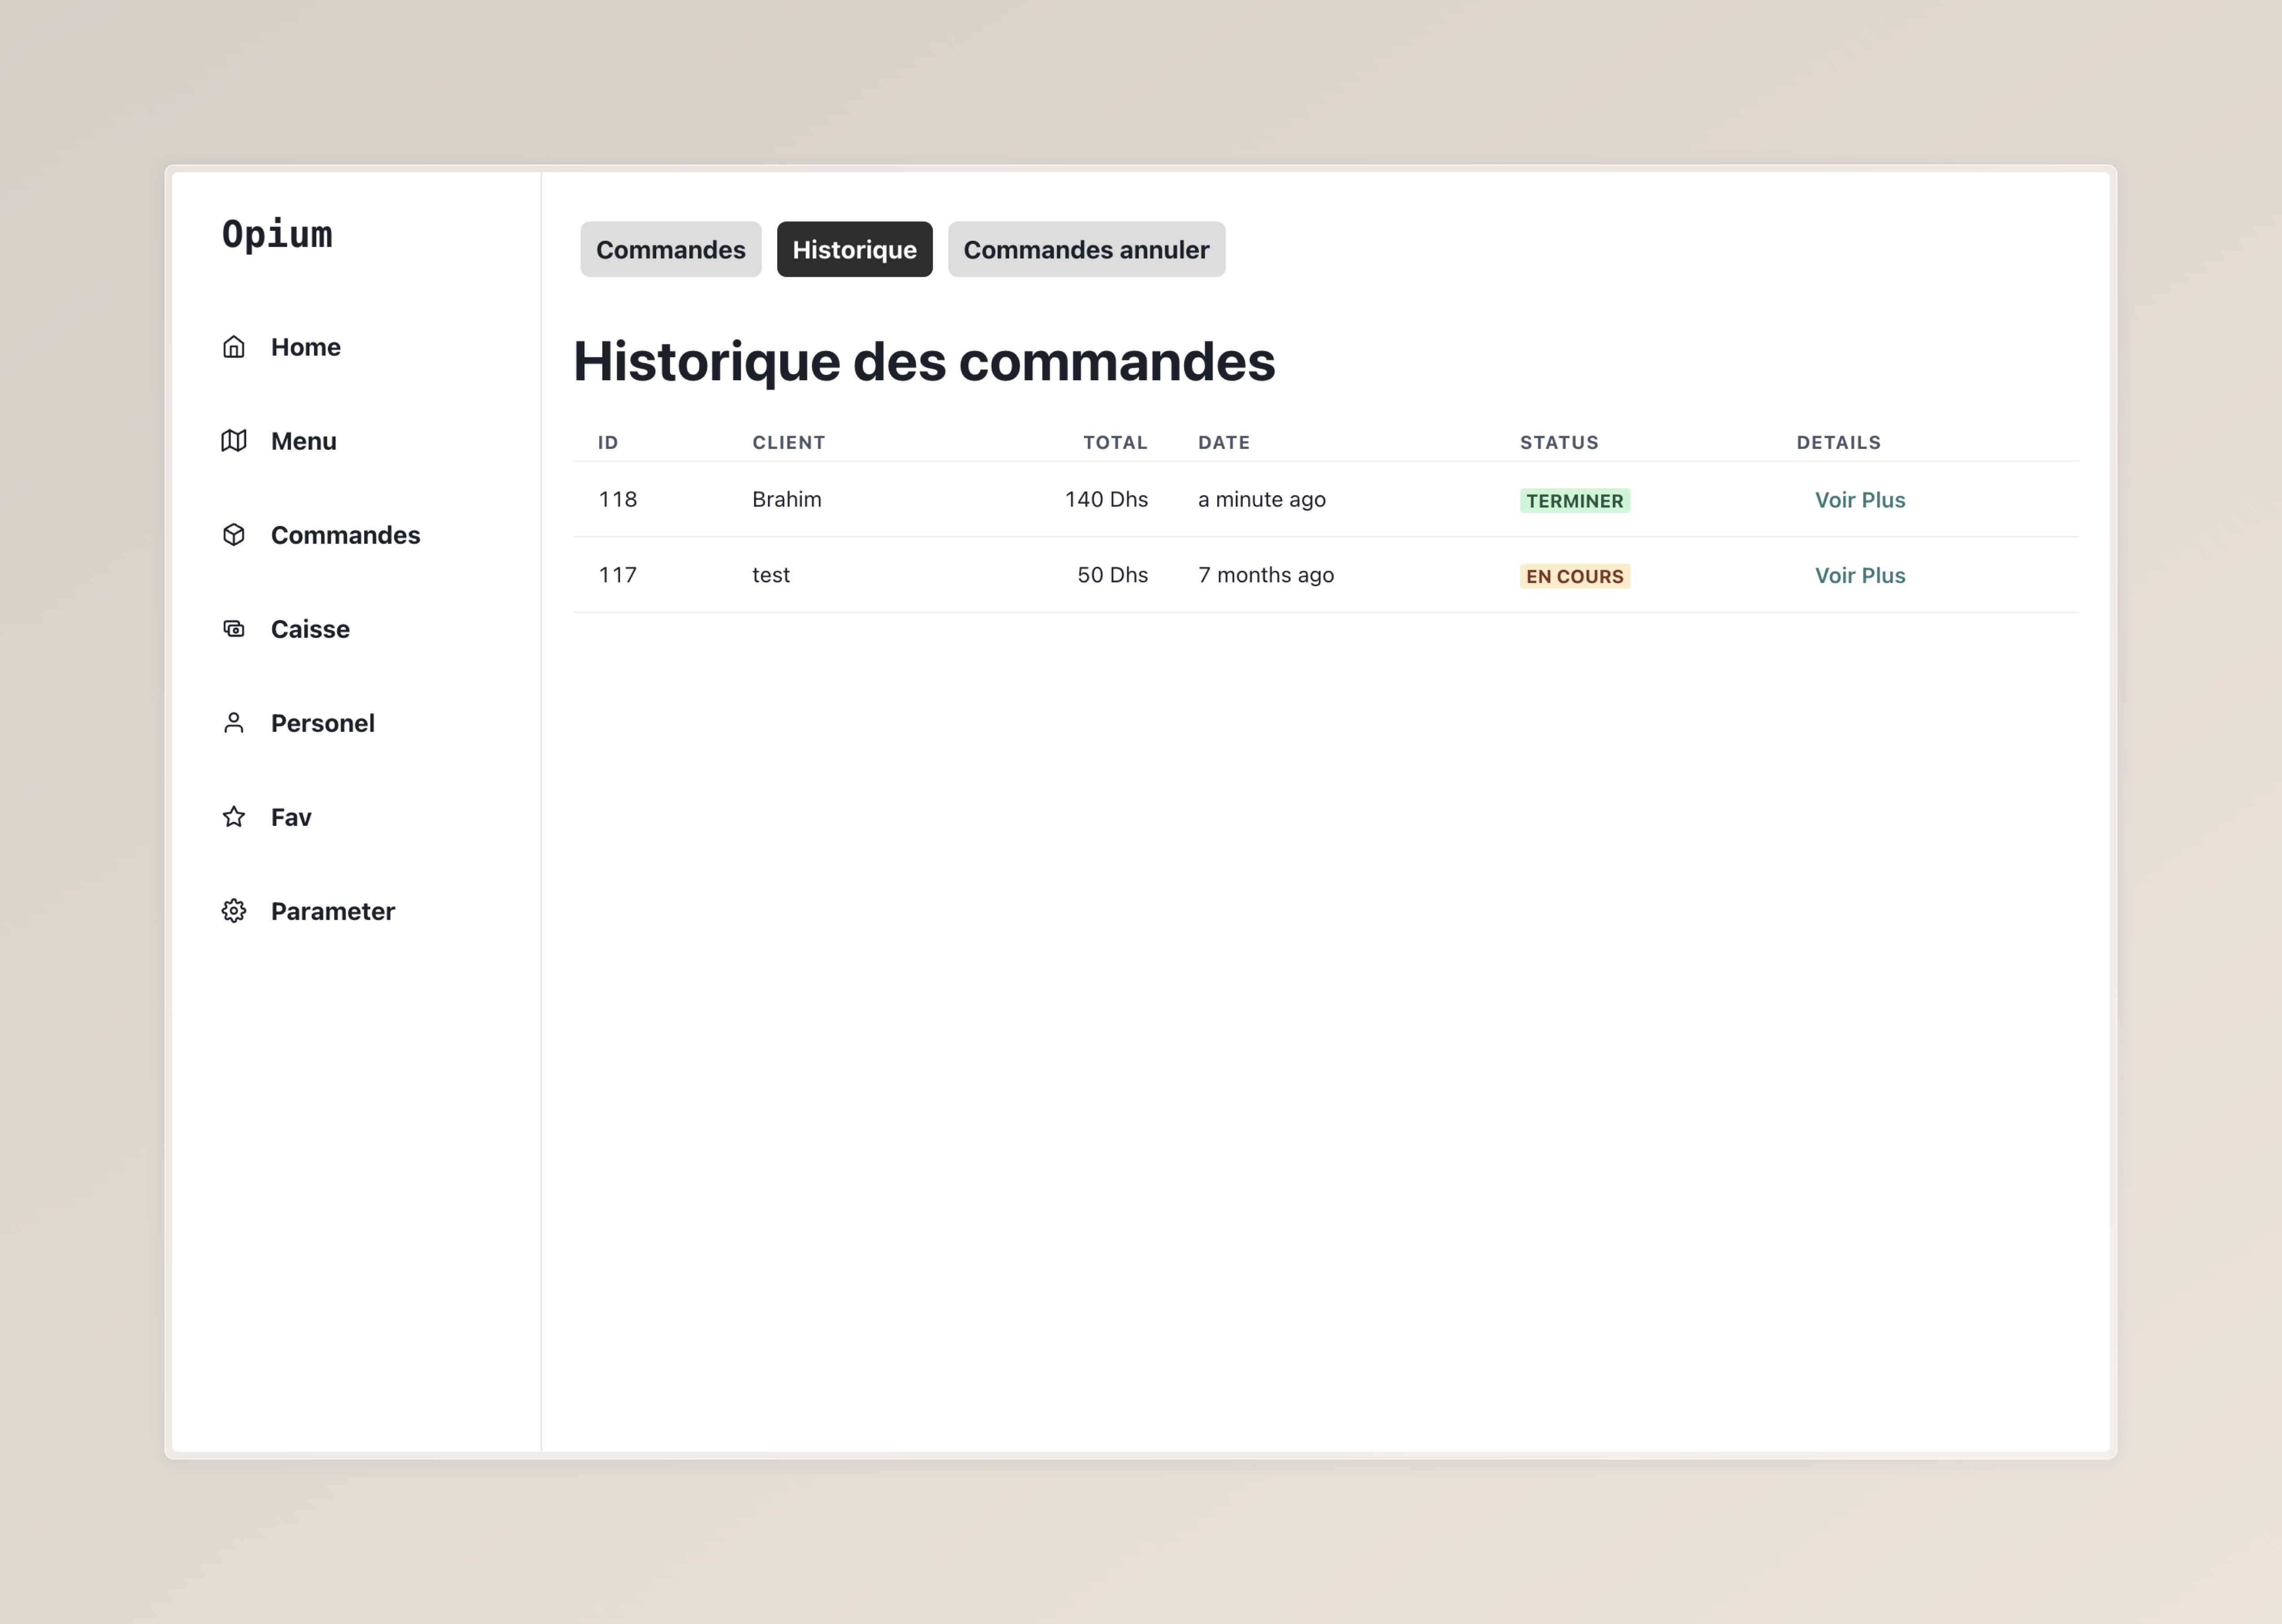 Opium
Home
Menu
Commandes
Caisse
Personel
Fav
Parameter
Commandes Historique Commandes annuler
Historique des commandes
ID CLIENT TOTAL DATE STATUS DETAILS
118 Brahim 140 Dhs a minute ago TERMINER Voir Plus
117 test 50 Dhs 7 months ago EN COURS Voir Plus